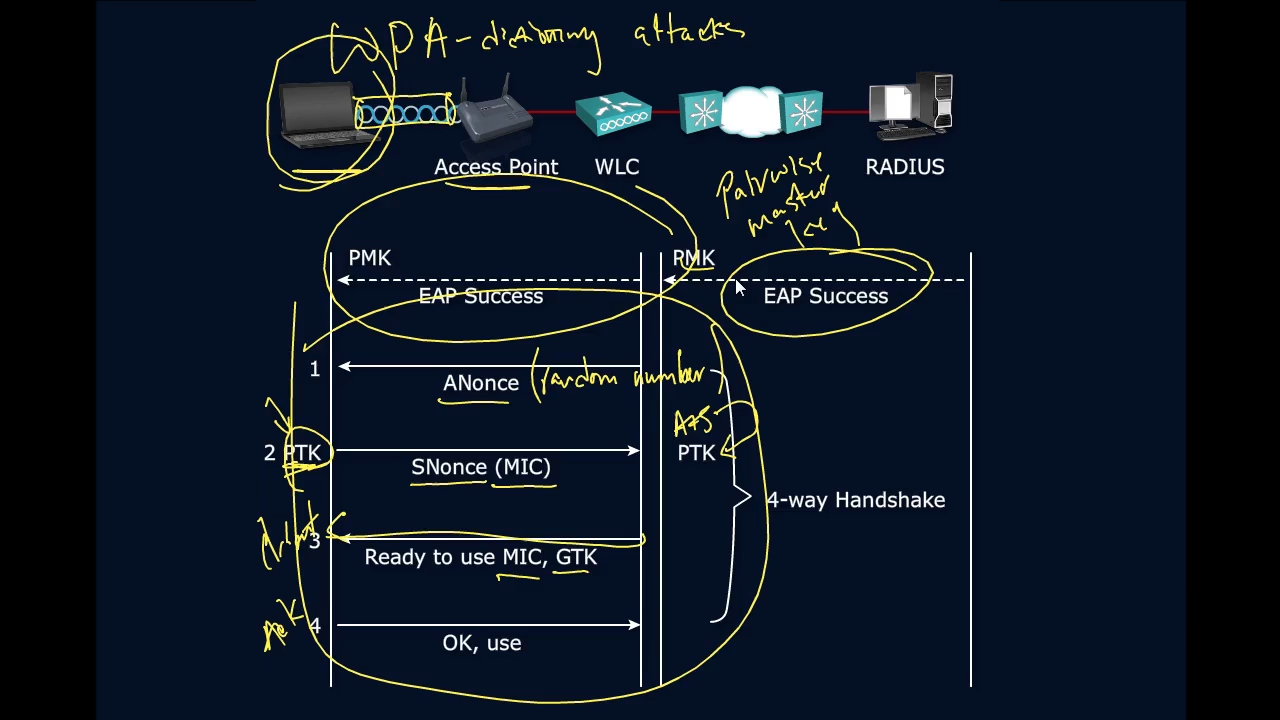 WPA-dictionary attacks
Access Point
WLC
RADIUS
Pairwise
master
key
PMK
PMK
EAP Success
EAP Success
1
ANonce (random number)
AES
2 PTK
PTK
SNonce (MIC)
4-way Handshake
3
Ready to use MIC, GTK
ACK
4
OK, use